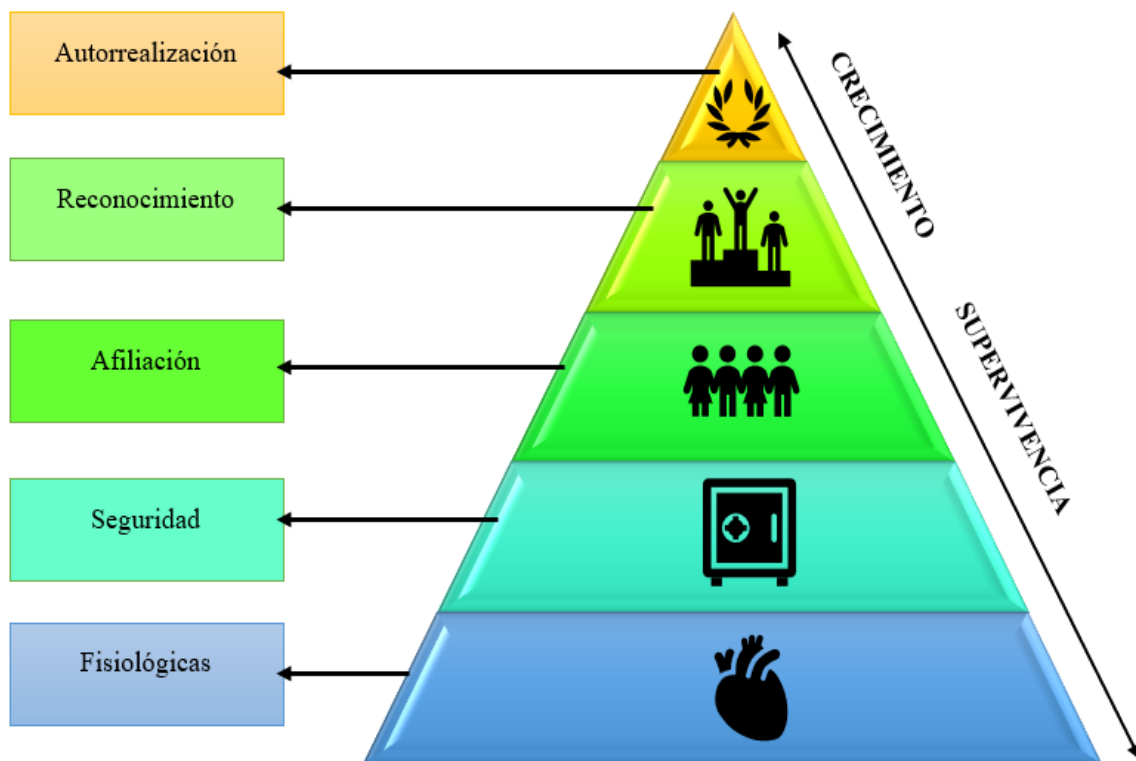 Autorrealización
CRECIMIENTO
Reconocimiento
SUPERVIVENCIA
Afiliación
Seguridad
Fisiológicas